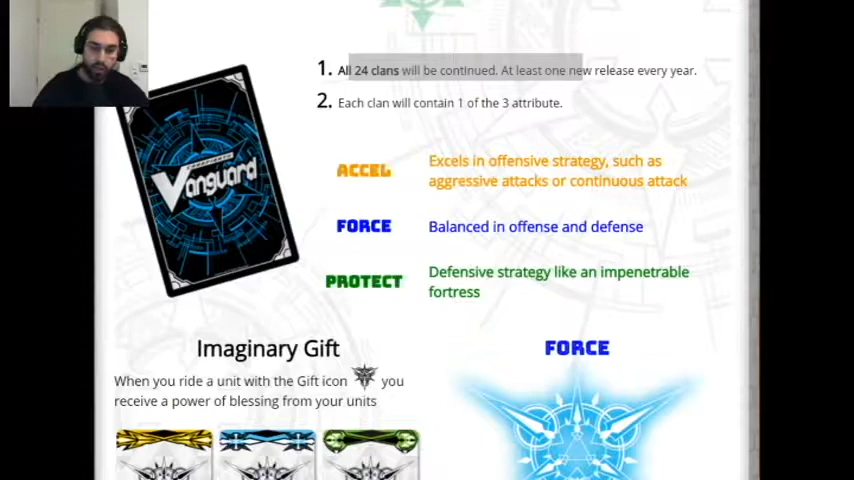 1. All 24 clans will be continued. At least one new release every year.
2. Each clan will contain 1 of the 3 attribute.
CARDFIGHT!!
Vanguard
ACCEL
Excels in offensive strategy, such as
aggressive attacks or continuous attack
FORCE
Balanced in offense and defense
PROTECT
Defensive strategy like an impenetrable
fortress
Imaginary Gift
When you ride a unit with the Gift icon you
receive a power of blessing from your units
FORCE